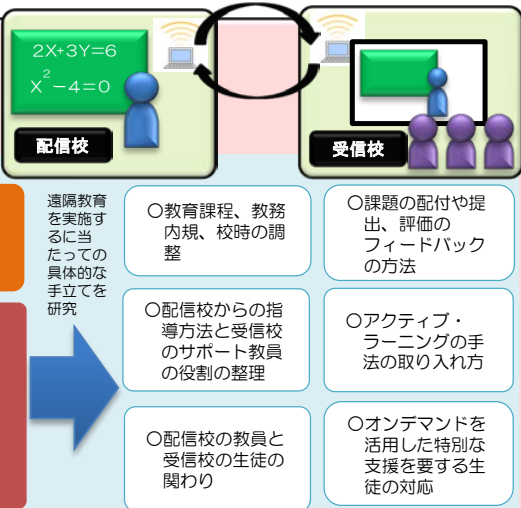 2X+3Y=6
X²－4=0
配信校
受信校
遠隔教育
を実施す
るに当
たっての
具体的な
手立てを
研究
○教育課程、教務
内規、校時の調
整
○課題の配付や提
出、評価の
フィードバック
の方法
○配信校からの指
導方法と受信校
のサポート教員
の役割の整理
○アクティブ・
ラーニングの手
法の取り入れ方
○配信校の教員と
受信校の生徒の
関わり
○オンデマンドを
活用した特別な
支援を要する生
徒の対応